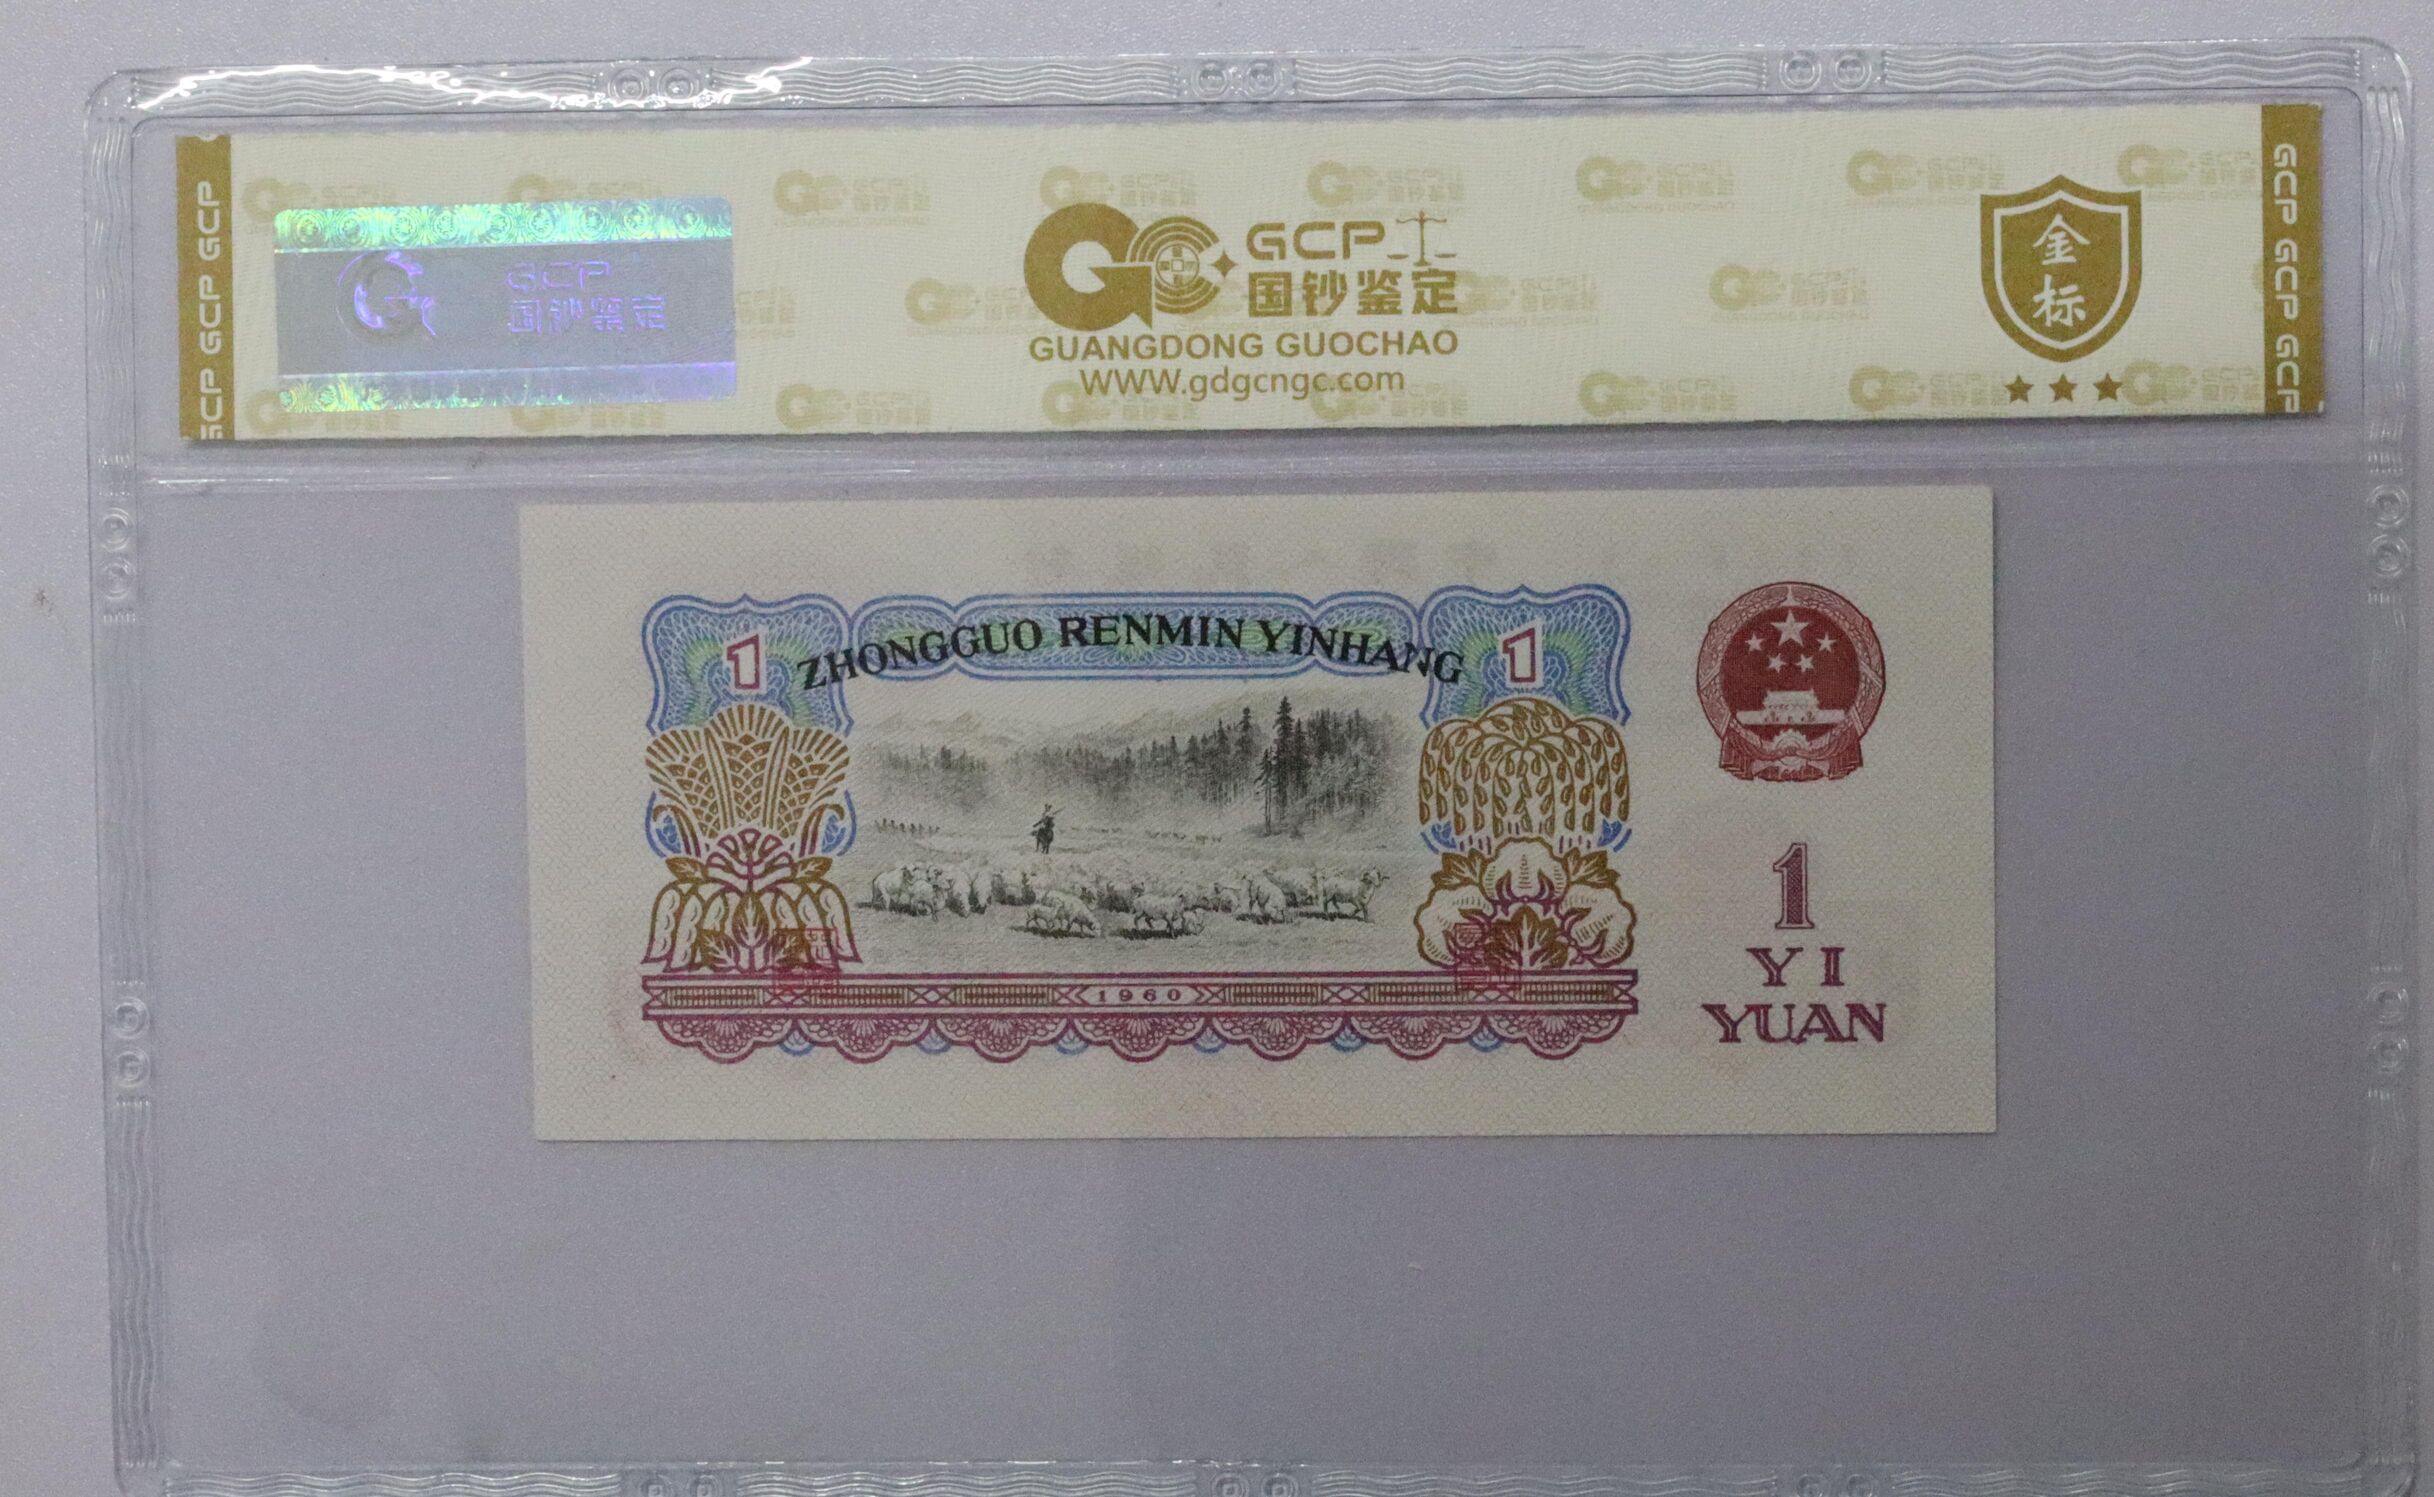 GCP GCP GCP
GCP
国钞鉴定
GCP
国钞鉴定
GUANGDONG GUOCHAO
WWW.gdgcngc.com
金
标
GCP GCP GCP
ZHONGGUO RENMIN YINHANG
1
1
1960
1
YI
YUAN